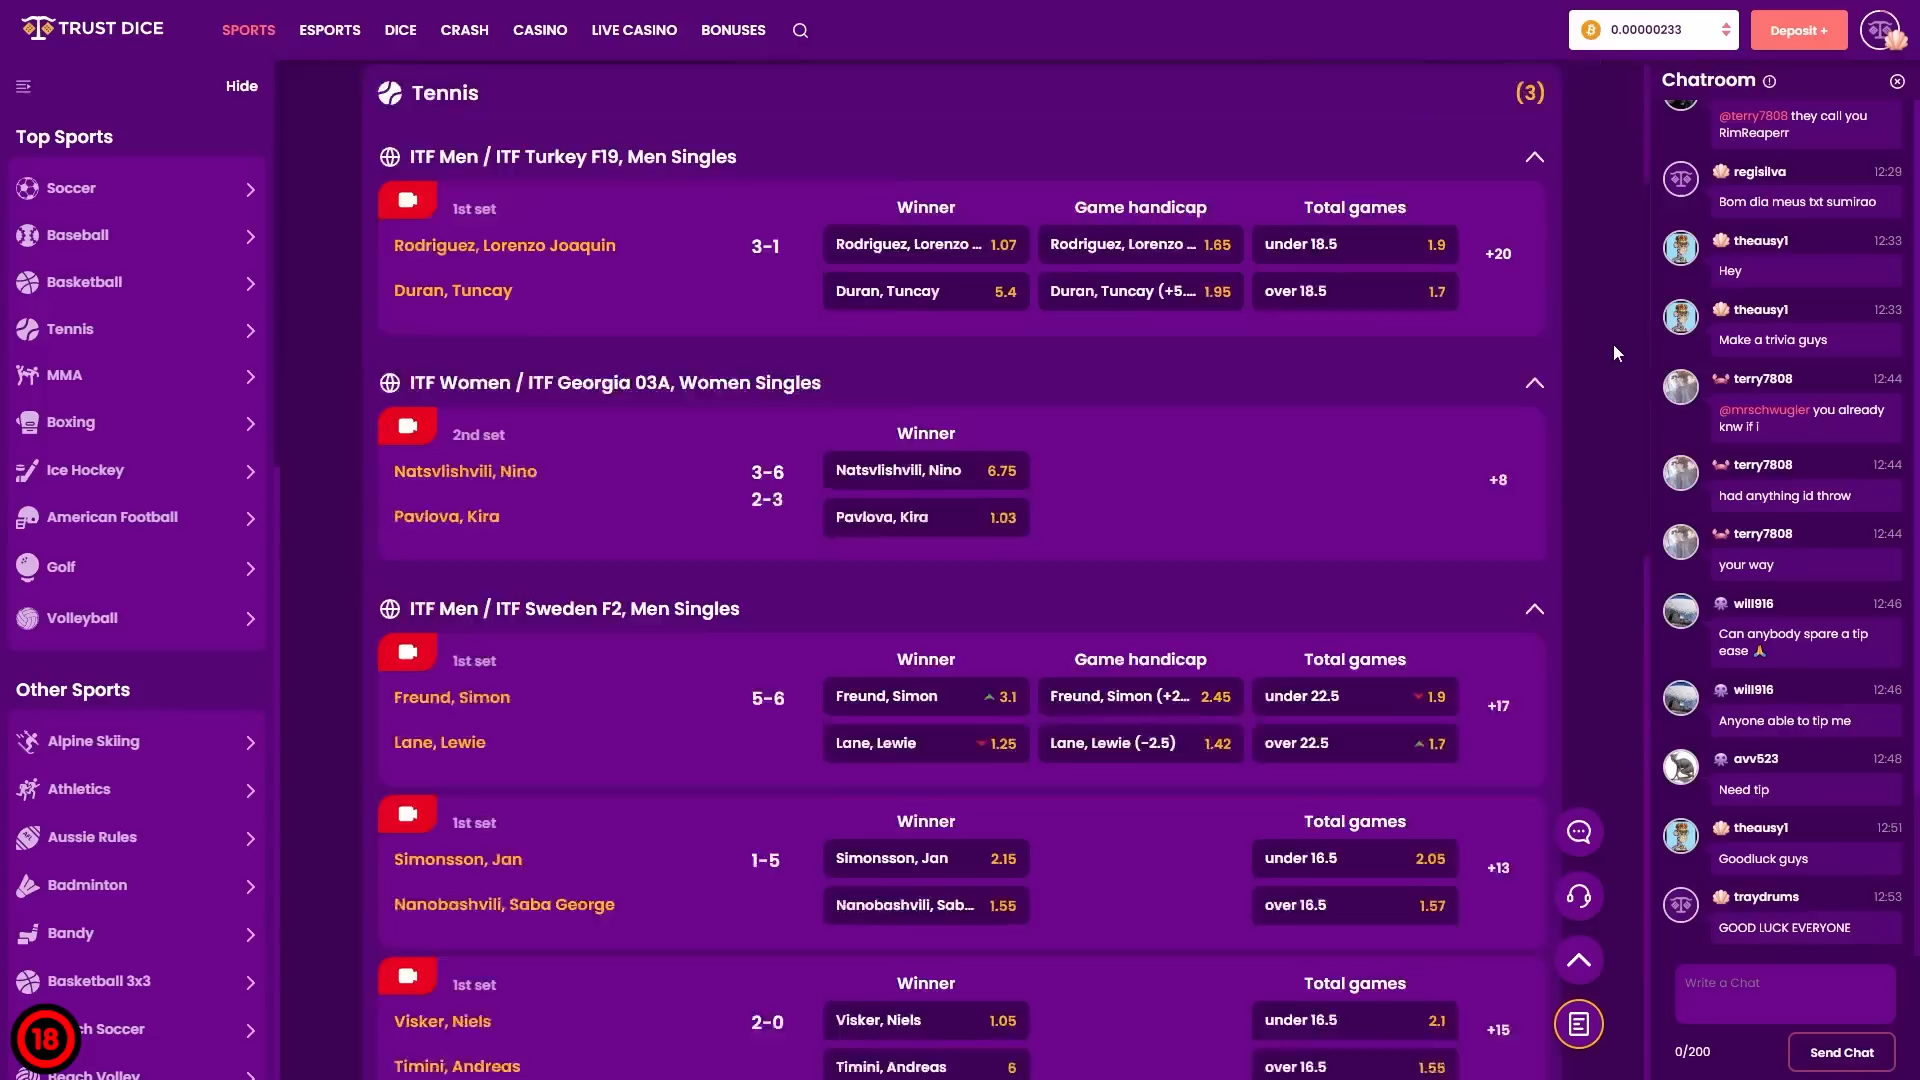 TRUST DICE
SPORTS
ESPORTS
DICE
CRASH
CASINO
LIVE CASINO
BONUSES
0.00000233
Deposit +
Hide
Top Sports
Soccer
Baseball
Basketball
Tennis
MMA
Boxing
Ice Hockey
American Football
Golf
Volleyball
Other Sports
Alpine Skiing
Athletics
Aussie Rules
Badminton
Bandy
Basketball 3x3
ch Soccer
Beach Volley
18
Tennis
(3)
ITF Men / ITF Turkey F19, Men Singles
1st set
Winner
Game handicap
Total games
Rodriguez, Lorenzo Joaquin
3-1
Rodriguez, Lorenzo ... 1.07
Rodriguez, Lorenzo ... 1.65
under 18.5 1.9
+20
Duran, Tuncay
Duran, Tuncay 5.4
Duran, Tuncay (+5.... 1.95
over 18.5 1.7
ITF Women / ITF Georgia 03A, Women Singles
2nd set
Winner
Natsvlishvili, Nino
3-6
2-3
Natsvlishvili, Nino 6.75
+8
Pavlova, Kira
Pavlova, Kira 1.03
ITF Men / ITF Sweden F2, Men Singles
1st set
Winner
Game handicap
Total games
Freund, Simon
5-6
Freund, Simon 3.1
Freund, Simon (+2... 2.45
under 22.5 1.9
+17
Lane, Lewie
Lane, Lewie 1.25
Lane, Lewie (-2.5) 1.42
over 22.5 1.7
1st set
Winner
Total games
Simonsson, Jan
1-5
Simonsson, Jan 2.15
under 16.5 2.05
+13
Nanobashvili, Saba George
Nanobashvili, Sab... 1.55
over 16.5 1.57
1st set
Winner
Total games
Visker, Niels
2-0
Visker, Niels 1.05
under 16.5 2.1
+15
Timini, Andreas
Timini, Andreas 6
over 16.5 1.55
Chatroom
@terry7808 they call you
RimReaperr
regisilva 12:29
Bom dia meus txt sumirao
theausy1 12:33
Hey
theausy1 12:33
Make a trivia guys
terry7808 12:44
@mrschwugler you already
knw if i
terry7808 12:44
had anything id throw
terry7808 12:44
your way
will916 12:46
Can anybody spare a tip
ease 🙏
will916 12:46
Anyone able to tip me
avv523 12:48
Need tip
theausy1 12:51
Goodluck guys
traydrums 12:53
GOOD LUCK EVERYONE
Write a Chat
0/200
Send Chat